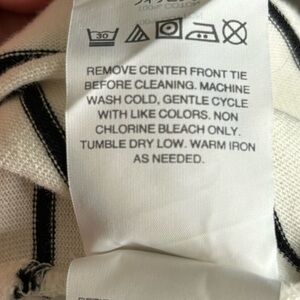 30
REMOVE CENTER FRONT TIE
BEFORE CLEANING. MACHINE
WASH COLD, GENTLE CYCLE
WITH LIKE COLORS. NON
CHLORINE BLEACH ONLY.
TUMBLE DRY LOW. WARM IRON
AS NEEDED.